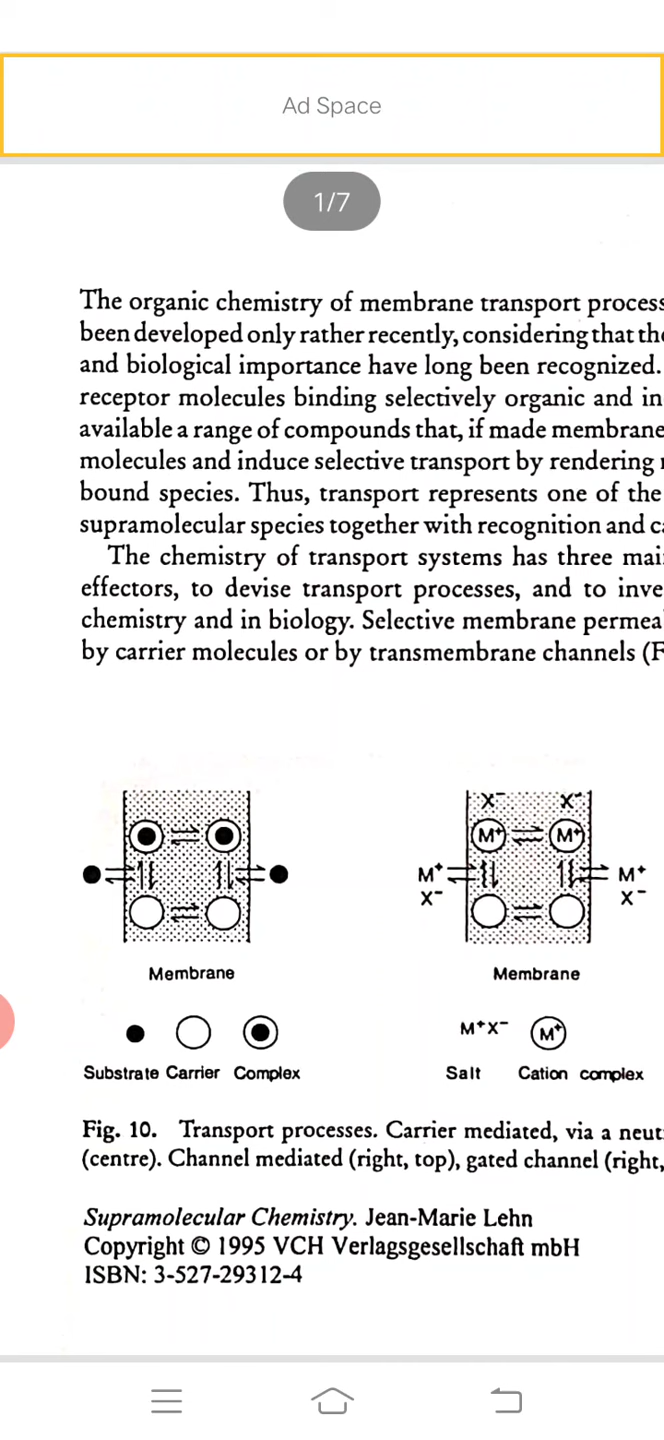 Ad Space
1/7
The organic chemistry of membrane transport process
been developed only rather recently, considering that the
and biological importance have long been recognized.
receptor molecules binding selectively organic and in
available a range of compounds that, if made membrane
molecules and induce selective transport by rendering
bound species. Thus, transport represents one of the
supramolecular species together with recognition and ca
The chemistry of transport systems has three mai
effectors, to devise transport processes, and to inve
chemistry and in biology. Selective membrane permea
by carrier molecules or by transmembrane channels (F
X⁻ X⁻
M⁺ M⁺
M⁺ M⁺
X⁻ X⁻
Membrane Membrane
M⁺X⁻ M⁺
Substrate Carrier Complex Salt Cation complex
Fig. 10. Transport processes. Carrier mediated, via a neut
(centre). Channel mediated (right, top), gated channel (right,
Supramolecular Chemistry. Jean-Marie Lehn
Copyright © 1995 VCH Verlagsgesellschaft mbH
ISBN: 3-527-29312-4